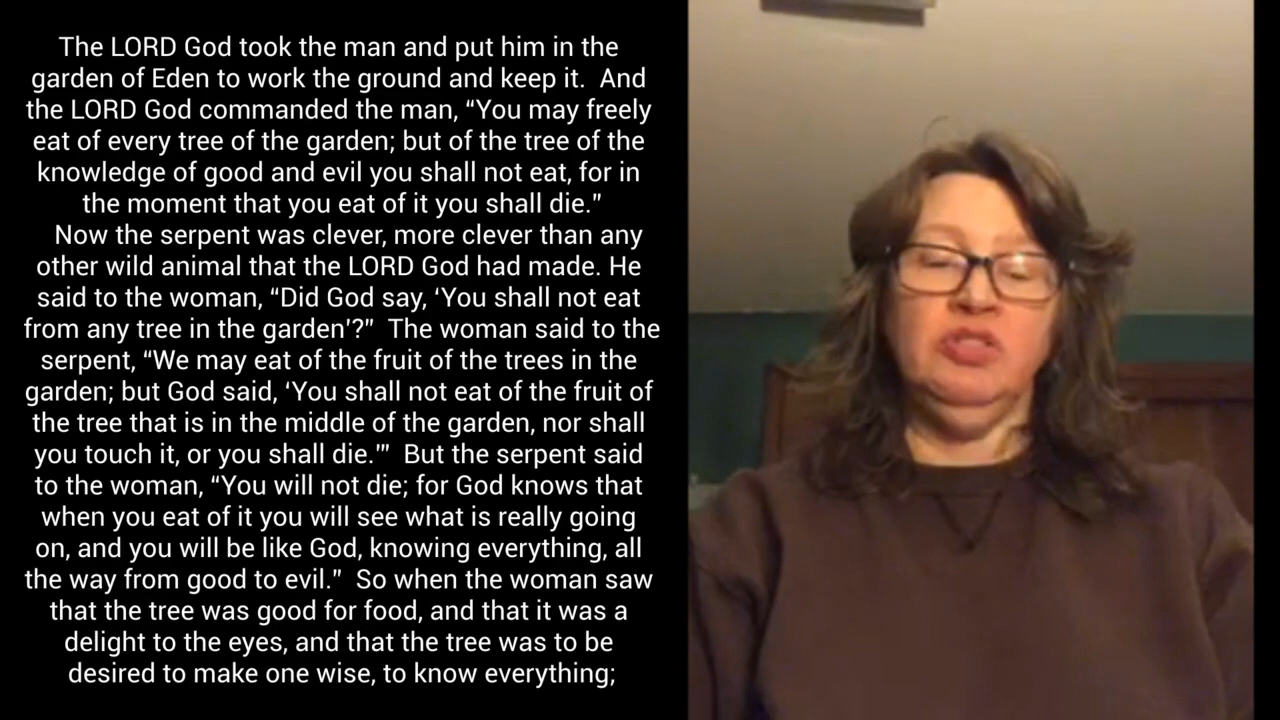 The LORD God took the man and put him in the
garden of Eden to work the ground and keep it.  And
the LORD God commanded the man, “You may freely
eat of every tree of the garden; but of the tree of the
knowledge of good and evil you shall not eat, for in
the moment that you eat of it you shall die.”
Now the serpent was clever, more clever than any
other wild animal that the LORD God had made. He
said to the woman, “Did God say, ‘You shall not eat
from any tree in the garden’?”  The woman said to the
serpent, “We may eat of the fruit of the trees in the
garden; but God said, ‘You shall not eat of the fruit of
the tree that is in the middle of the garden, nor shall
you touch it, or you shall die.’”  But the serpent said
to the woman, “You will not die; for God knows that
when you eat of it you will see what is really going
on, and you will be like God, knowing everything, all
the way from good to evil.”  So when the woman saw
that the tree was good for food, and that it was a
delight to the eyes, and that the tree was to be
desired to make one wise, to know everything;